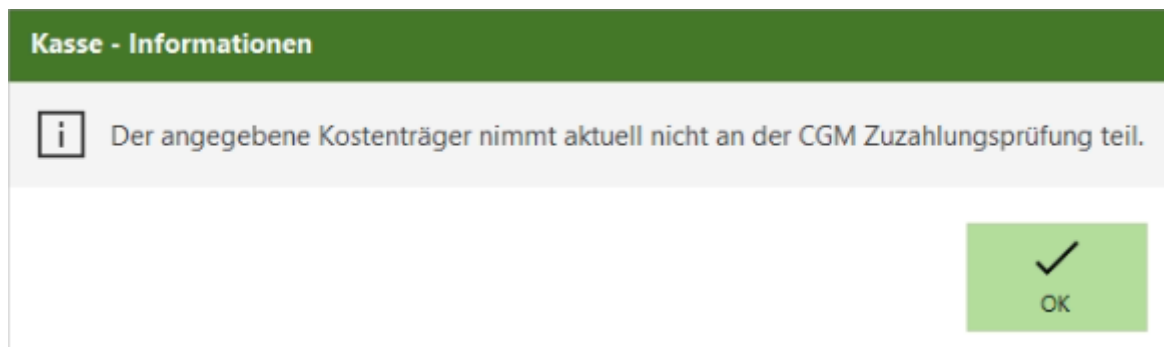 Kasse - Informationen
Der angegebene Kostenträger nimmt aktuell nicht an der CGM Zuzahlungsprüfung teil.
OK